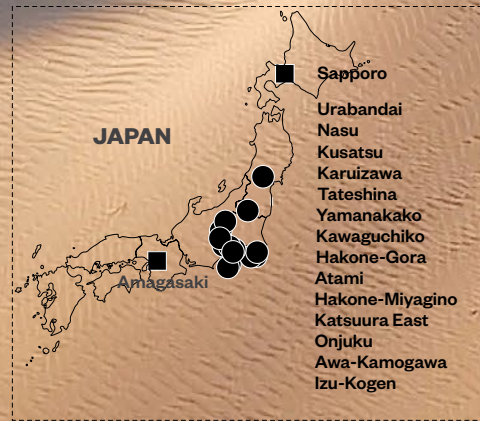 Sapporo
JAPAN
Urabandai
Nasu
Kusatsu
Karuizawa
Tateshina
Yamanakako
Kawaguchiko
Hakone-Gora
Atami
Hakone-Miyagino
Katsuura East
Onjuku
Awa-Kamogawa
Izu-Kogen
Amagasaki